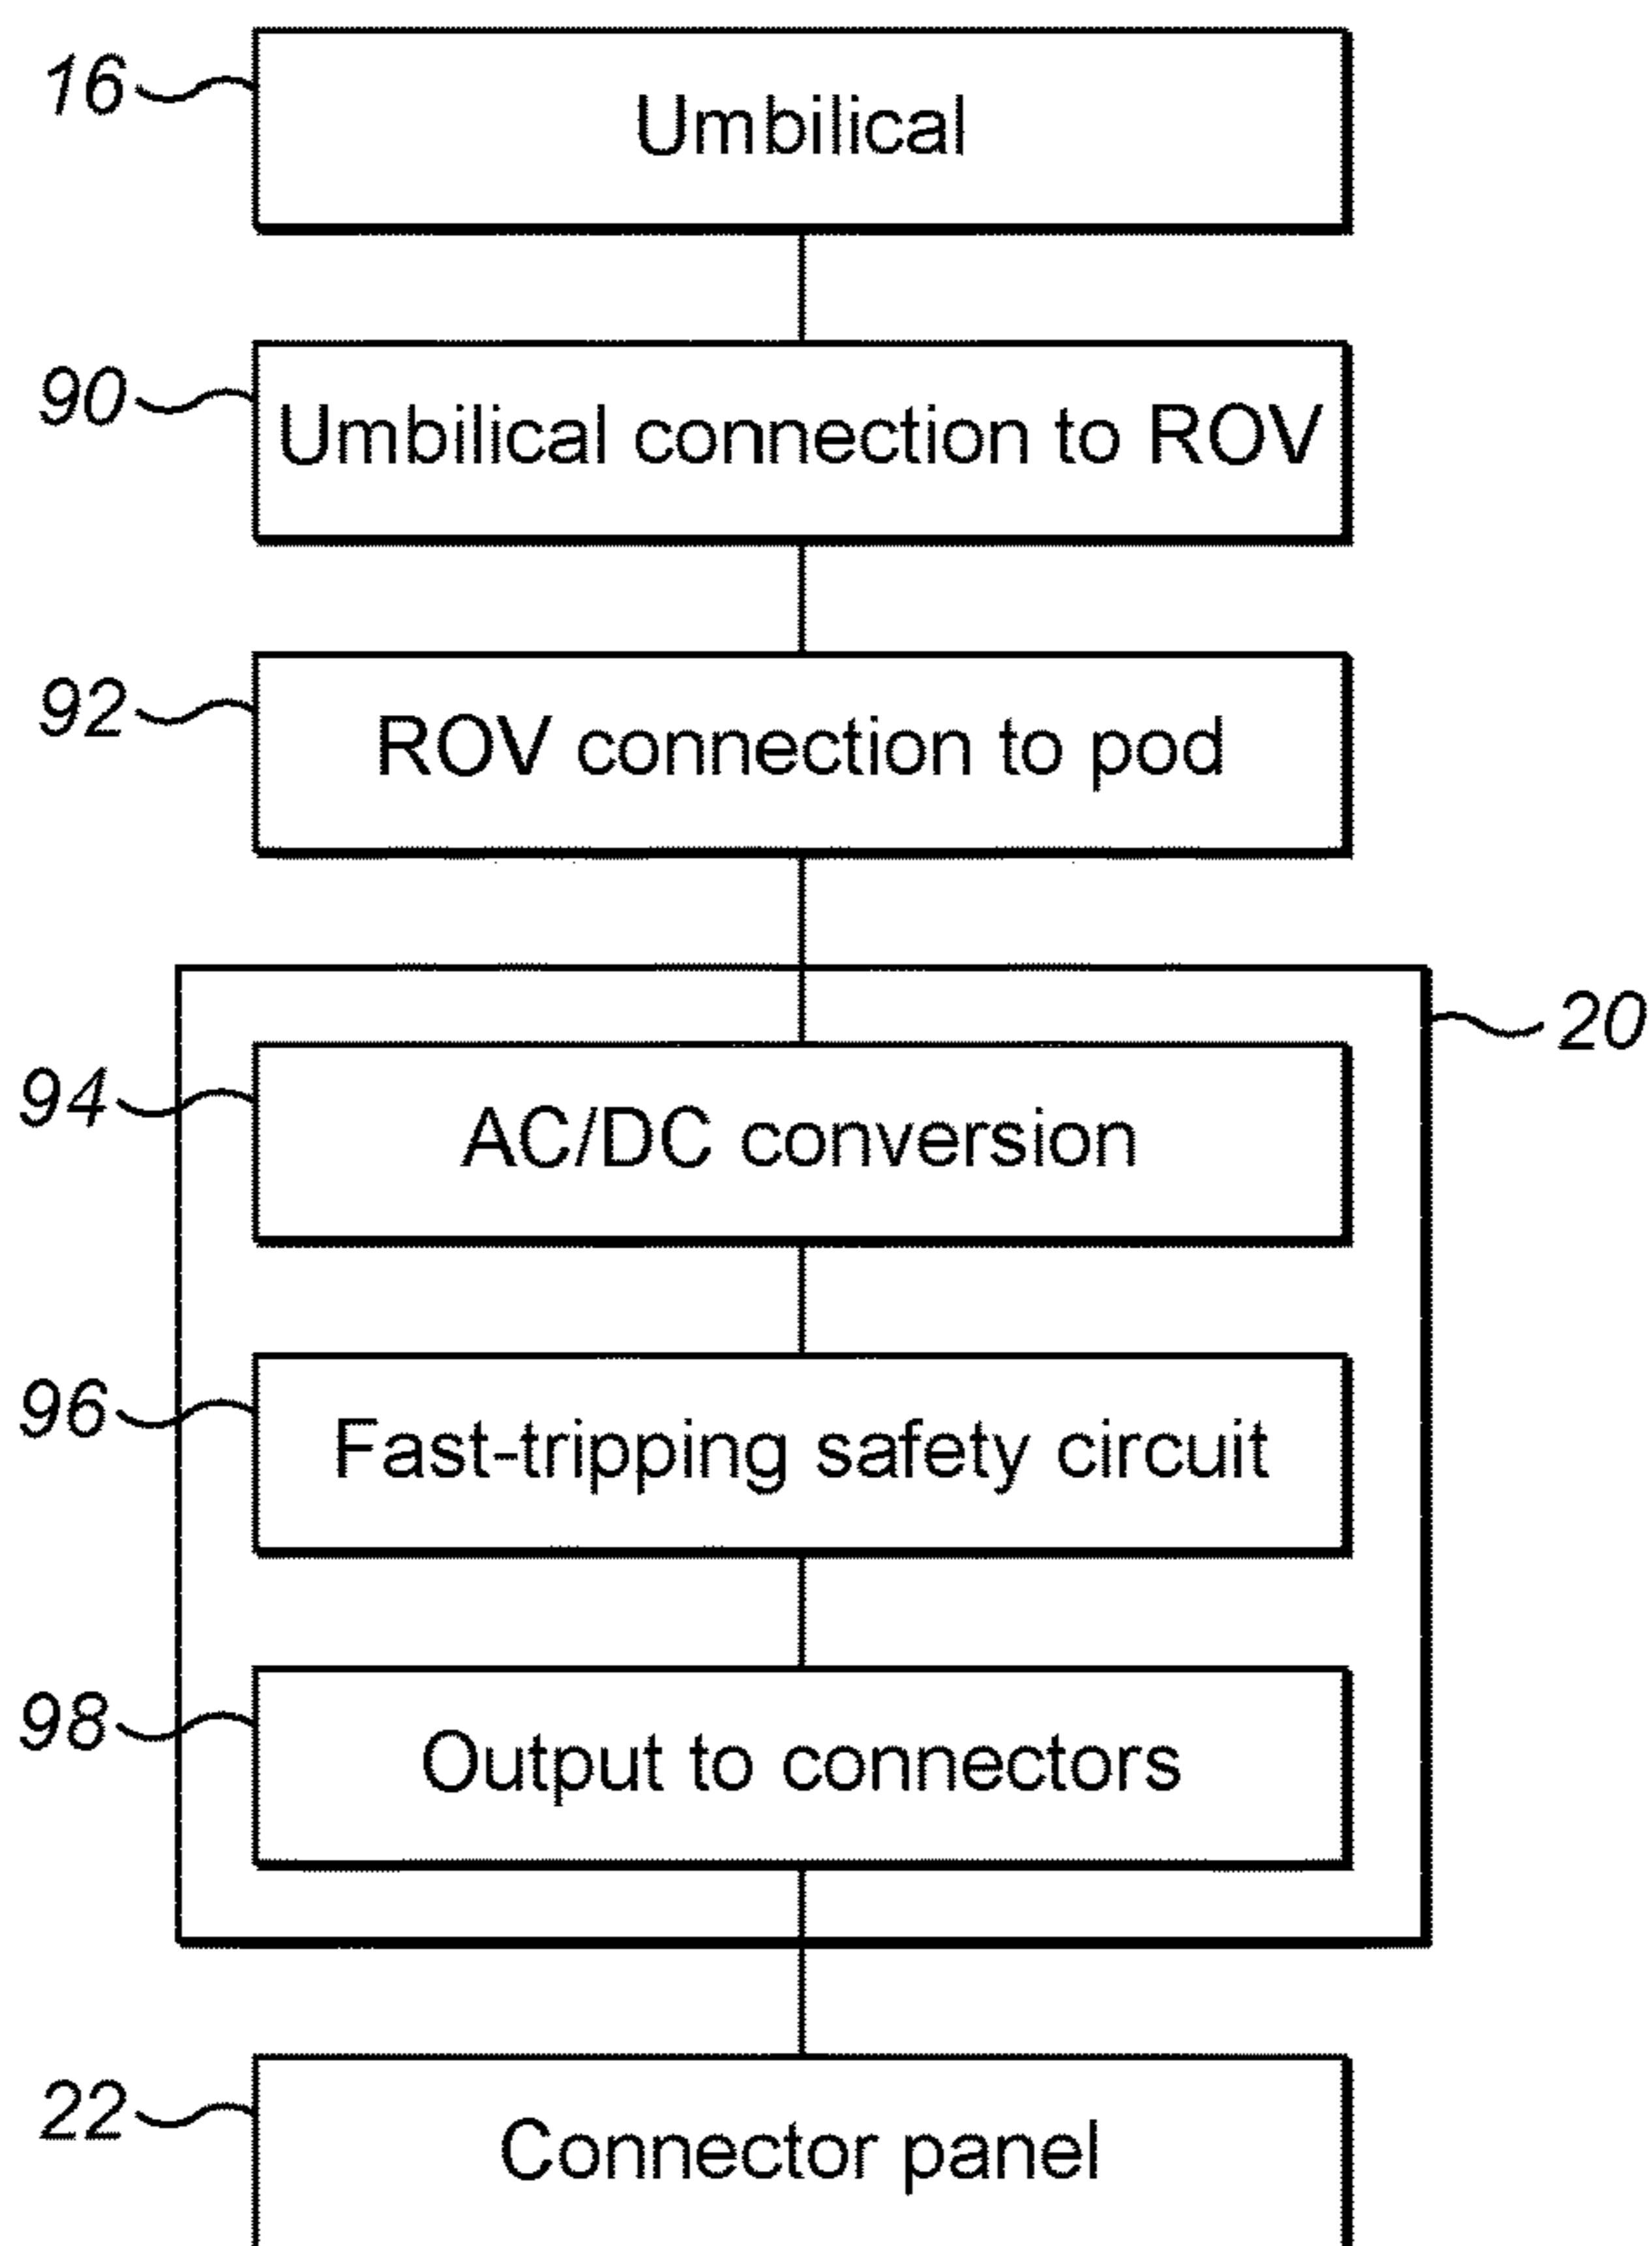 16
Umbilical
90
Umbilical connection to ROV
92
ROV connection to pod
20
94
AC/DC conversion
96
Fast-tripping safety circuit
98
Output to connectors
22
Connector panel